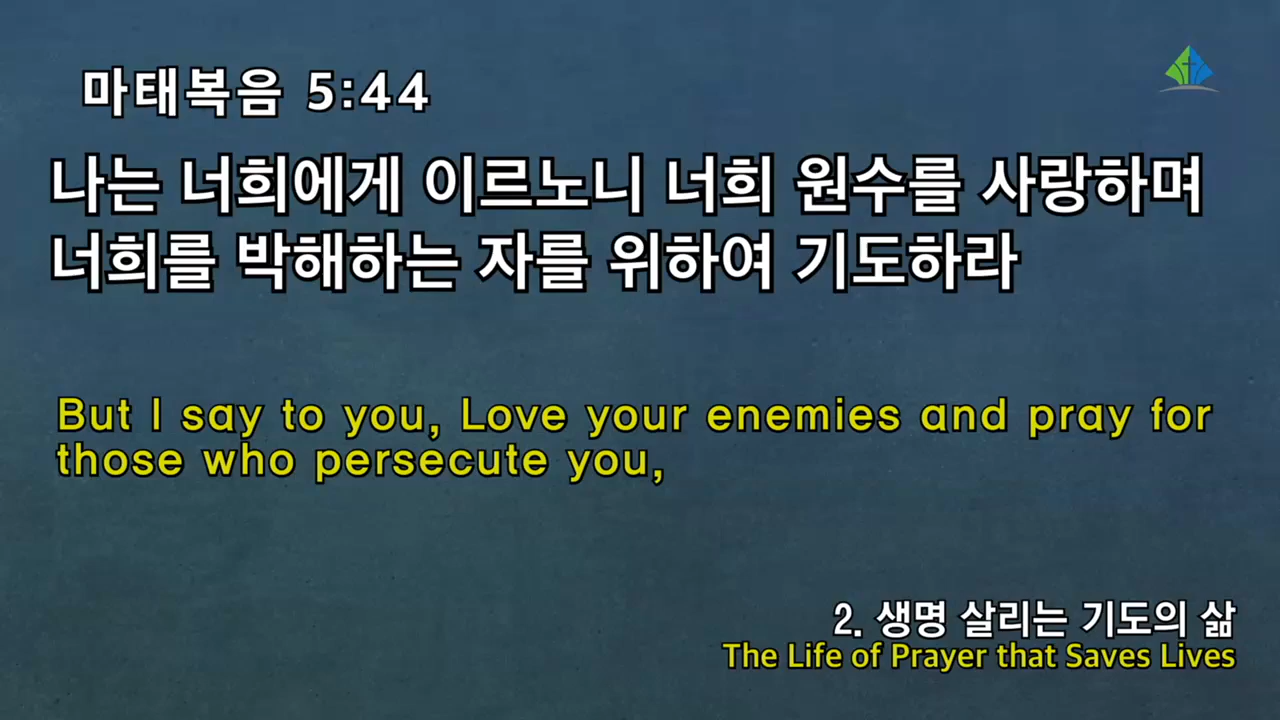 마태복음 5:44
나는 너희에게 이르노니 너희 원수를 사랑하며
너희를 박해하는 자를 위하여 기도하라
But I say to you, Love your enemies and pray for
those who persecute you,
2. 생명 살리는 기도의 삶
The Life of Prayer that Saves Lives